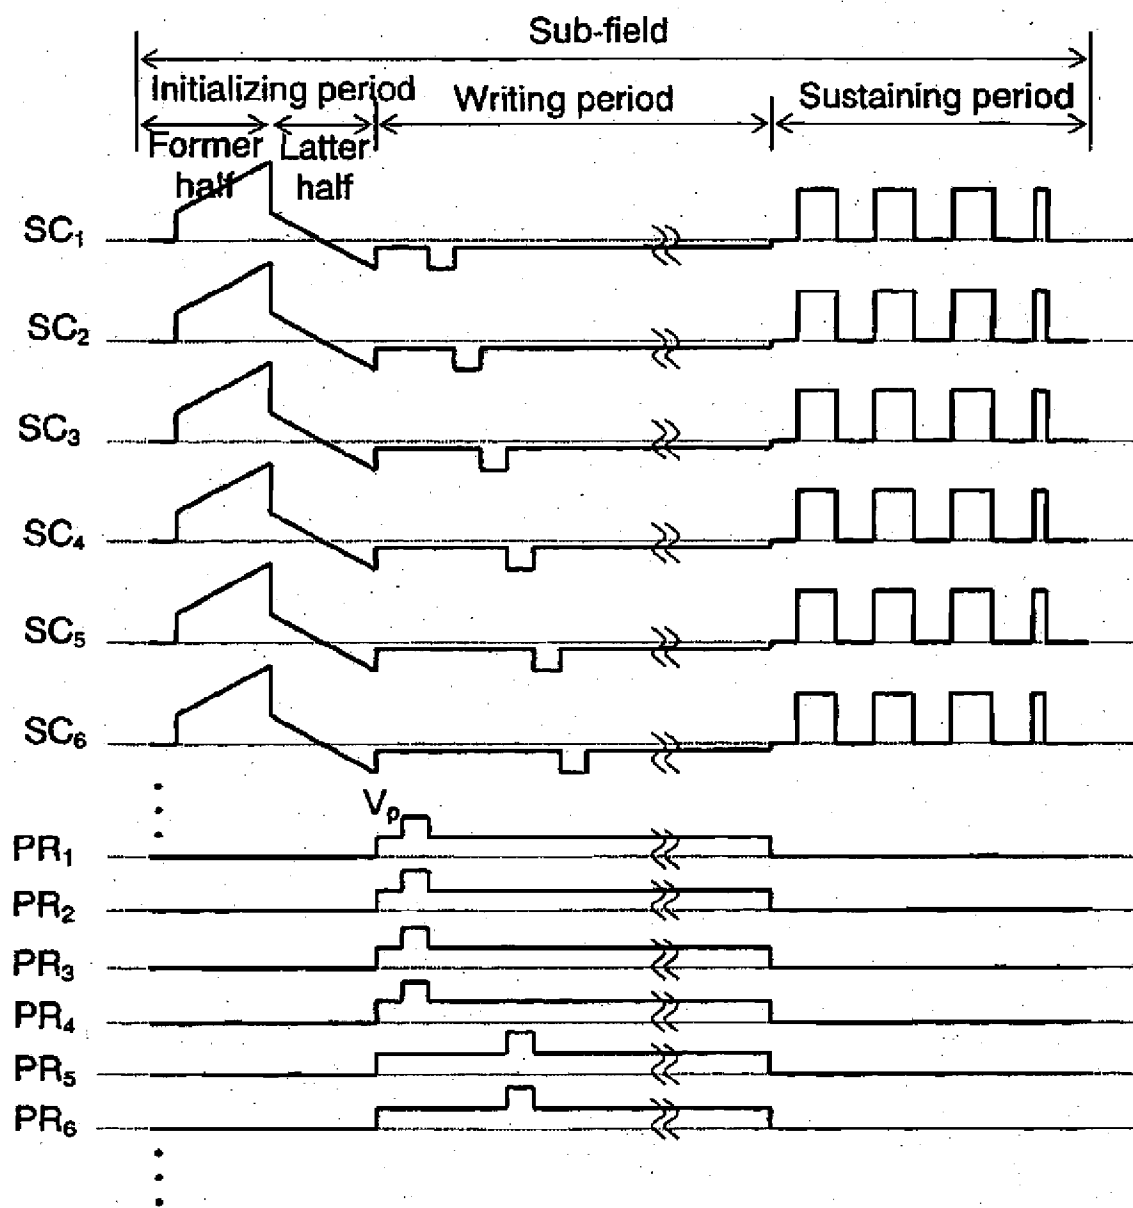 Sub-field
Initializing period
Writing period
Sustaining period
Former half
Latter half
SC1
SC2
SC3
SC4
SC5
SC6
Vp
PR1
PR2
PR3
PR4
PR5
PR6